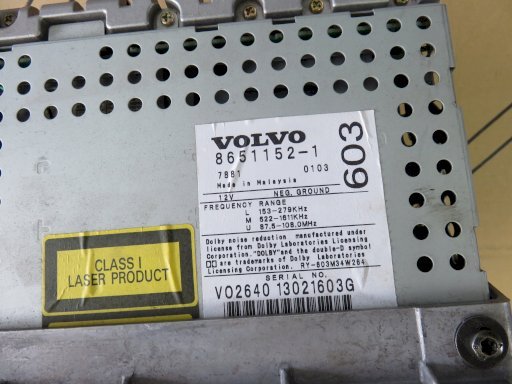 VOLVO
8651152-1
7881 0103
Made in Malaysia
603
12V NEG. GROUND
FREQUENCY RANGE
L 153-279KHz
M 522-1611KHz
U 87.5-108.0MHz
Dolby noise reduction manufactured under
license from Dolby Laboratories Licensing
Corporation. "DOLBY" and the double-D symbol
are trademarks of Dolby Laboratories
Licensing Corporation. RY-603M34W264
SERIAL NO.
VO2640 13021603G
CLASS I
LASER PRODUCT